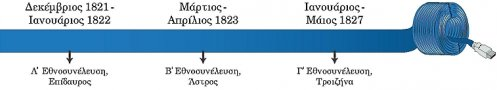 Δεκέμβριος 1821 -
Ιανουάριος 1822
Μάρτιος -
Απρίλιος 1823
Ιανουάριος -
Μάιος 1827
Α' Εθνοσυνέλευση,
Επίδαυρος
Β' Εθνοσυνέλευση,
Άστρος
Γ' Εθνοσυνέλευση,
Τροιζήνα